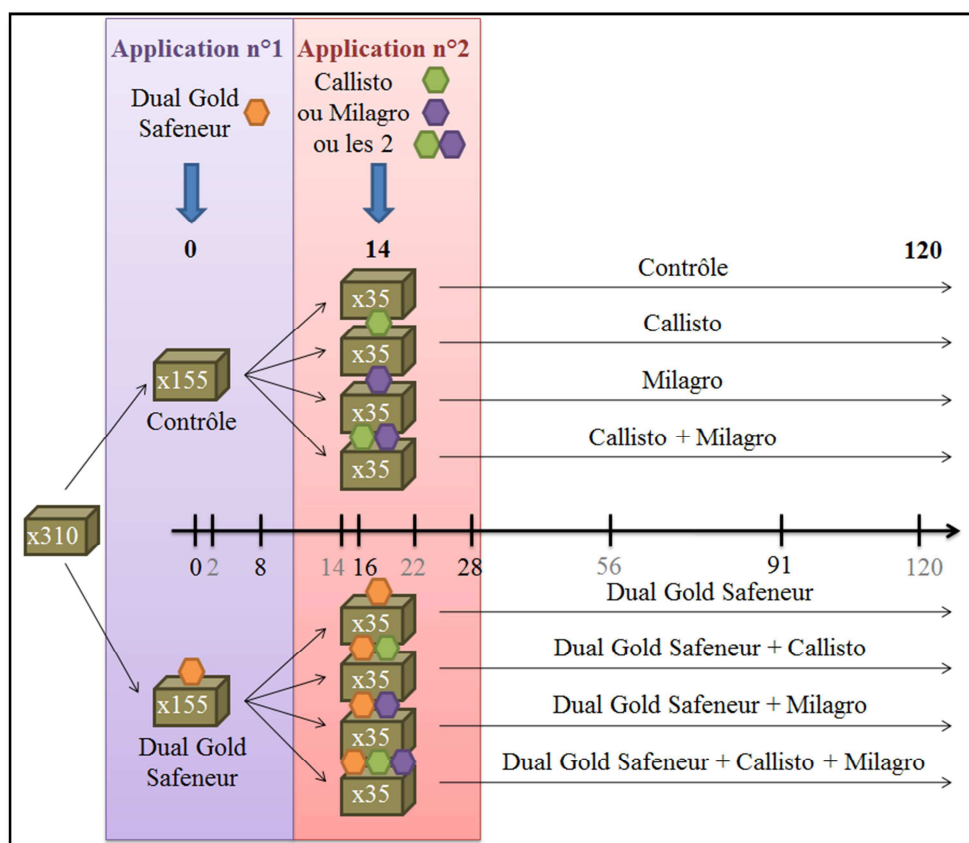 Application n°1
Application n°2
Dual Gold
Safeneur
Callisto
ou Milagro
ou les 2
0
14
120
x35
Contrôle
x35
Callisto
x155
Contrôle
x35
Milagro
x35
Callisto + Milagro
x310
0
2
8
14
16
22
28
56
91
120
x35
Dual Gold Safeneur
x35
Dual Gold Safeneur + Callisto
x155
Dual Gold
Safeneur
x35
Dual Gold Safeneur + Milagro
x35
Dual Gold Safeneur + Callisto + Milagro